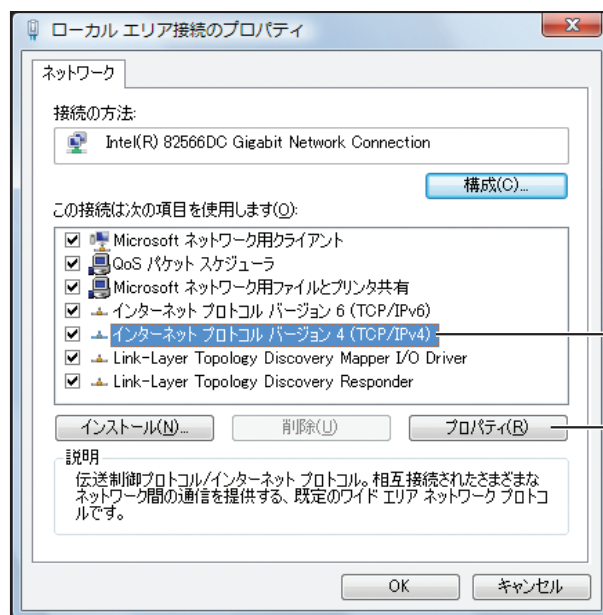 ローカル エリア接続のプロパティ
ネットワーク
接続の方法:
Intel(R) 82566DC Gigabit Network Connection
構成(C)...
この接続は次の項目を使用します(O):
Microsoft ネットワーク用クライアント
QoS パケット スケジューラ
Microsoft ネットワーク用ファイルとプリンタ共有
インターネット プロトコル バージョン 6 (TCP/IPv6)
インターネット プロトコル バージョン 4 (TCP/IPv4)
Link-Layer Topology Discovery Mapper I/O Driver
Link-Layer Topology Discovery Responder
インストール(N)... 削除(U) プロパティ(R)
説明
伝送制御プロトコル/インターネット プロトコル。相互接続されたさまざまな
ネットワーク間の通信を提供する、既定のワイド エリア ネットワーク プロトコ
ルです。
OK キャンセル